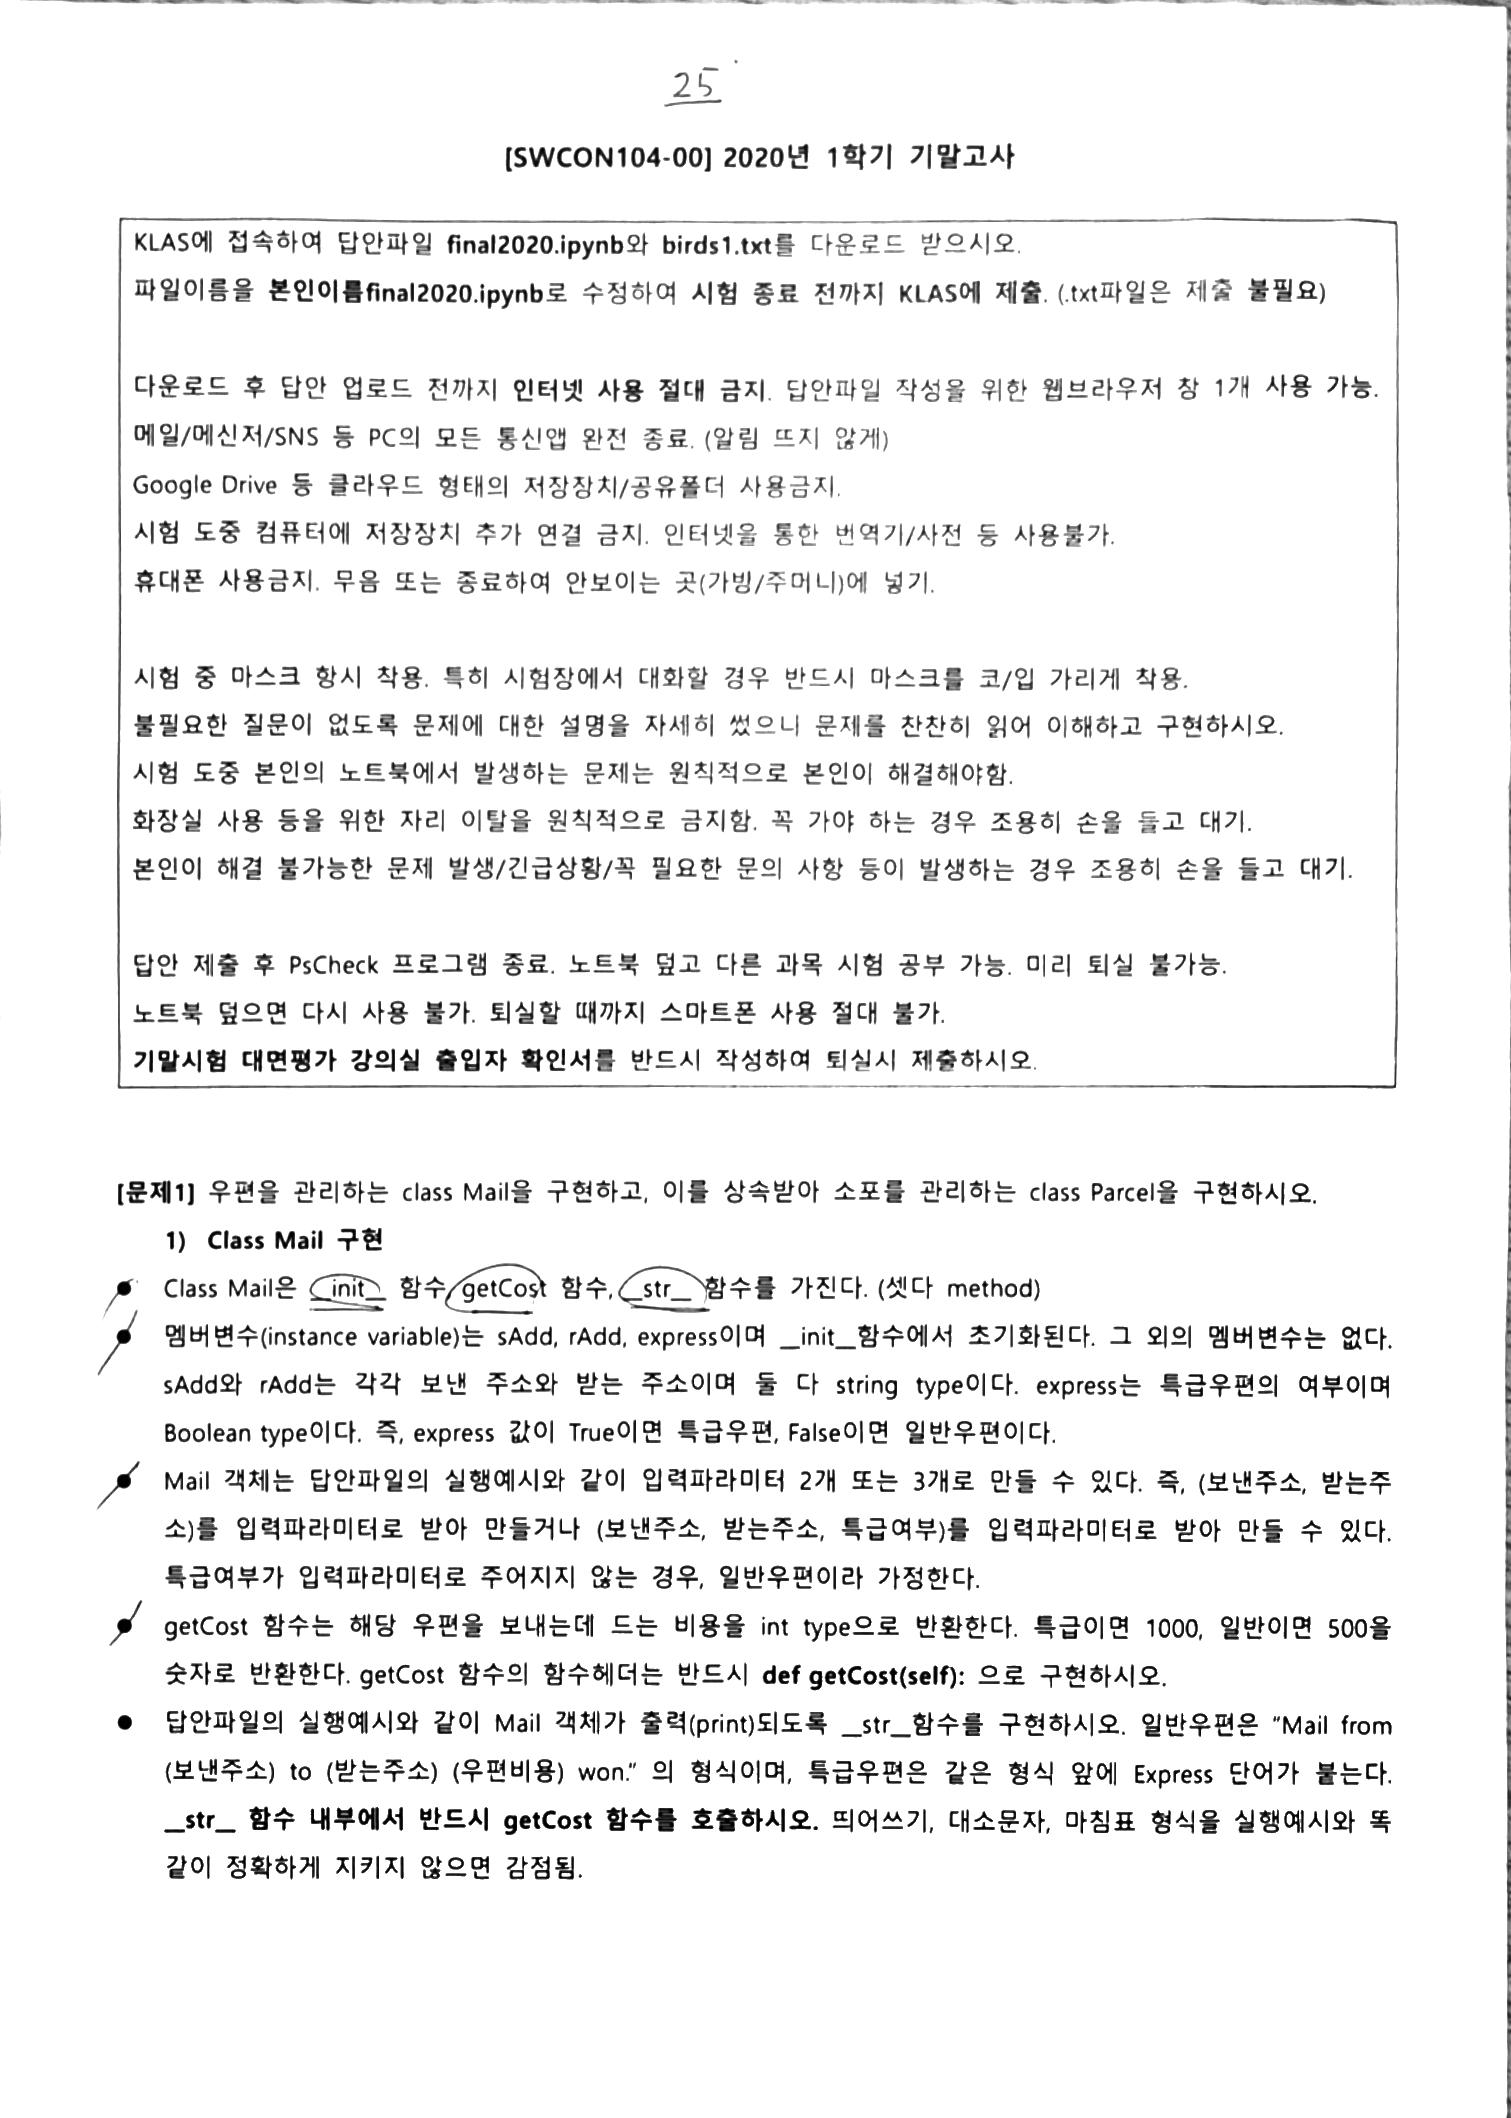 25
[SWCON104-00] 2020년 1학기 기말고사
KLAS에 접속하여 답안파일 final2020.ipynb와 birds1.txt를 다운로드 받으시오.
파일이름을 본인이름final2020.ipynb로 수정하여 시험 종료 전까지 KLAS에 제출. (.txt파일은 제출 불필요)
다운로드 후 답안 업로드 전까지 인터넷 사용 절대 금지. 답안파일 작성을 위한 웹브라우저 창 1개 사용 가능.
메일/메신저/SNS 등 PC의 모든 통신앱 완전 종료. (알림 뜨지 않게)
Google Drive 등 클라우드 형태의 저장장치/공유폴더 사용금지.
시험 도중 컴퓨터에 저장장치 추가 연결 금지. 인터넷을 통한 번역기/사전 등 사용불가.
휴대폰 사용금지. 무음 또는 종료하여 안보이는 곳(가방/주머니)에 넣기.
시험 중 마스크 항시 착용. 특히 시험장에서 대화할 경우 반드시 마스크를 코/입 가리게 착용.
불필요한 질문이 없도록 문제에 대한 설명을 자세히 썼으니 문제를 찬찬히 읽어 이해하고 구현하시오.
시험 도중 본인의 노트북에서 발생하는 문제는 원칙적으로 본인이 해결해야함.
화장실 사용 등을 위한 자리 이탈을 원칙적으로 금지함. 꼭 가야 하는 경우 조용히 손을 들고 대기.
본인이 해결 불가능한 문제 발생/긴급상황/꼭 필요한 문의 사항 등이 발생하는 경우 조용히 손을 들고 대기.
답안 제출 후 PsCheck 프로그램 종료. 노트북 덮고 다른 과목 시험 공부 가능. 미리 퇴실 불가능.
노트북 덮으면 다시 사용 불가. 퇴실할 때까지 스마트폰 사용 절대 불가.
기말시험 대면평가 강의실 출입자 확인서를 반드시 작성하여 퇴실시 제출하시오.
[문제1] 우편을 관리하는 class Mail을 구현하고, 이를 상속받아 소포를 관리하는 class Parcel을 구현하시오.
1) Class Mail 구현
● Class Mail은 __init__ 함수, getCost 함수, __str__ 함수를 가진다. (셋다 method)
● 멤버변수(instance variable)는 sAdd, rAdd, express이며 __init__함수에서 초기화된다. 그 외의 멤버변수는 없다.
sAdd와 rAdd는 각각 보낸 주소와 받는 주소이며 둘 다 string type이다. express는 특급우편의 여부이며
Boolean type이다. 즉, express 값이 True이면 특급우편, False이면 일반우편이다.
● Mail 객체는 답안파일의 실행예시와 같이 입력파라미터 2개 또는 3개로 만들 수 있다. 즉, (보낸주소, 받는주
소)를 입력파라미터로 받아 만들거나 (보낸주소, 받는주소, 특급여부)를 입력파라미터로 받아 만들 수 있다.
특급여부가 입력파라미터로 주어지지 않는 경우, 일반우편이라 가정한다.
● getCost 함수는 해당 우편을 보내는데 드는 비용을 int type으로 반환한다. 특급이면 1000, 일반이면 500을
숫자로 반환한다. getCost 함수의 함수헤더는 반드시 def getCost(self): 으로 구현하시오.
● 답안파일의 실행예시와 같이 Mail 객체가 출력(print)되도록 __str__함수를 구현하시오. 일반우편은 "Mail from
(보낸주소) to (받는주소) (우편비용) won." 의 형식이며, 특급우편은 같은 형식 앞에 Express 단어가 붙는다.
__str__ 함수 내부에서 반드시 getCost 함수를 호출하시오. 띄어쓰기, 대소문자, 마침표 형식을 실행예시와 똑
같이 정확하게 지키지 않으면 감점됨.